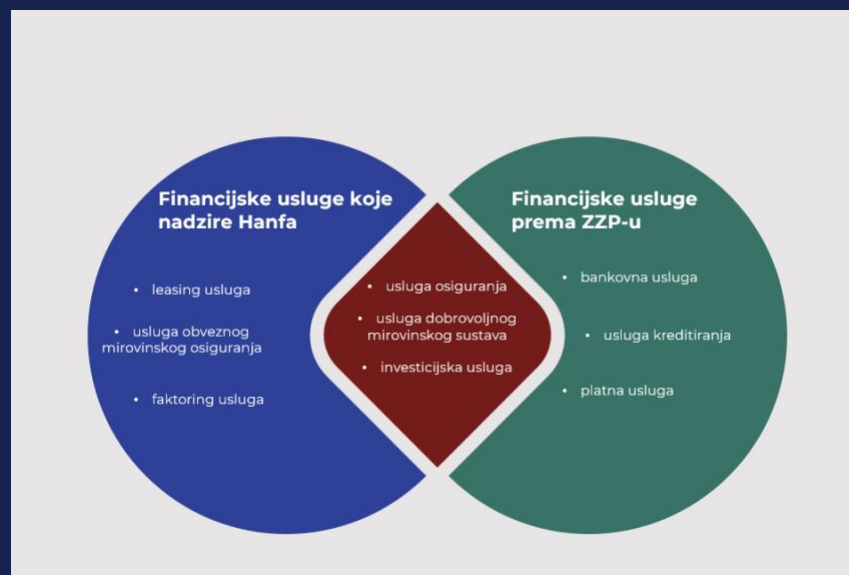 Financijske usluge koje
nadzire Hanfa
• leasing usluga
• usluga obveznog
mirovinskog osiguranja
• faktoring usluga
• usluga osiguranja
• usluga dobrovoljnog
mirovinskog sustava
• investicijska usluga
Financijske usluge
prema ZZP-u
• bankovna usluga
• usluga kreditiranja
• platna usluga